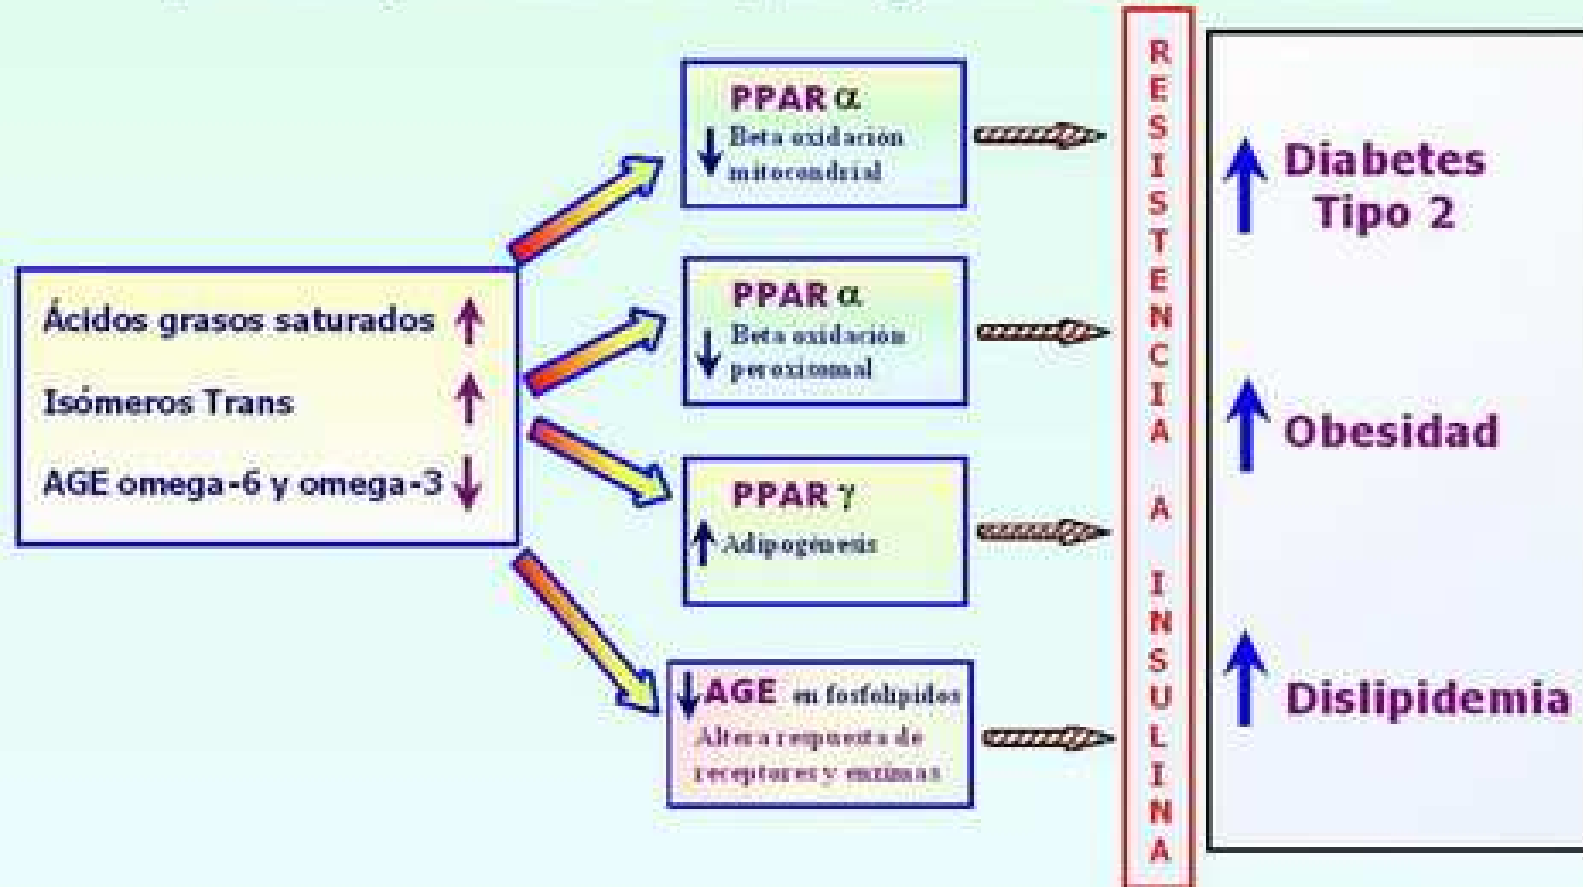 Ácidos grasos saturados ↑
Isómeros Trans ↑
AGE omega-6 y omega-3 ↓
PPAR α
↓ Beta oxidación
mitocondrial
PPAR α
↓ Beta oxidación
peroxisomal
PPAR γ
↑ Adipogénesis
↓ AGE en fosfolípidos
Altera respuesta de
receptores y enzimas
RESISTENCIA A INSULINA
↑ Diabetes
Tipo 2
↑ Obesidad
↑ Dislipidemia